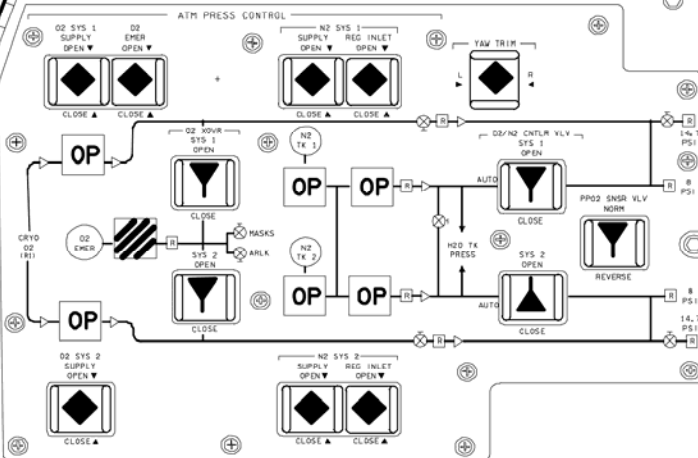 ATM PRESS CONTROL
O2 SYS 1
SUPPLY
OPEN ▼
O2
EMER
OPEN ▼
N2 SYS 1
SUPPLY
OPEN ▼
REG INLET
OPEN ▼
YAW TRIM
L
R
CLOSE ▲
CLOSE ▲
CLOSE ▲
CLOSE ▲
O2 XOVR
SYS 1
OPEN
N2
TK 1
O2/N2 CNTLR VLV
SYS 1
OPEN
R
R
14.
PSI
OP
OP
OP
R
AUTO
R
8
PSI
CLOSE
CLOSE
PPO2 SNSR VLV
NORM
CRYO
O2
(R1)
O2
EMER
R
MASKS
ARLK
M
H2O TK
PRESS
N2
TK 2
SYS 2
OPEN
SYS 2
OPEN
REVERSE
OP
OP
OP
R
AUTO
R
8
PSI
CLOSE
CLOSE
14.
PSI
R
R
O2 SYS 2
SUPPLY
OPEN ▼
N2 SYS 2
SUPPLY
OPEN ▼
REG INLET
OPEN ▼
CLOSE ▲
CLOSE ▲
CLOSE ▲